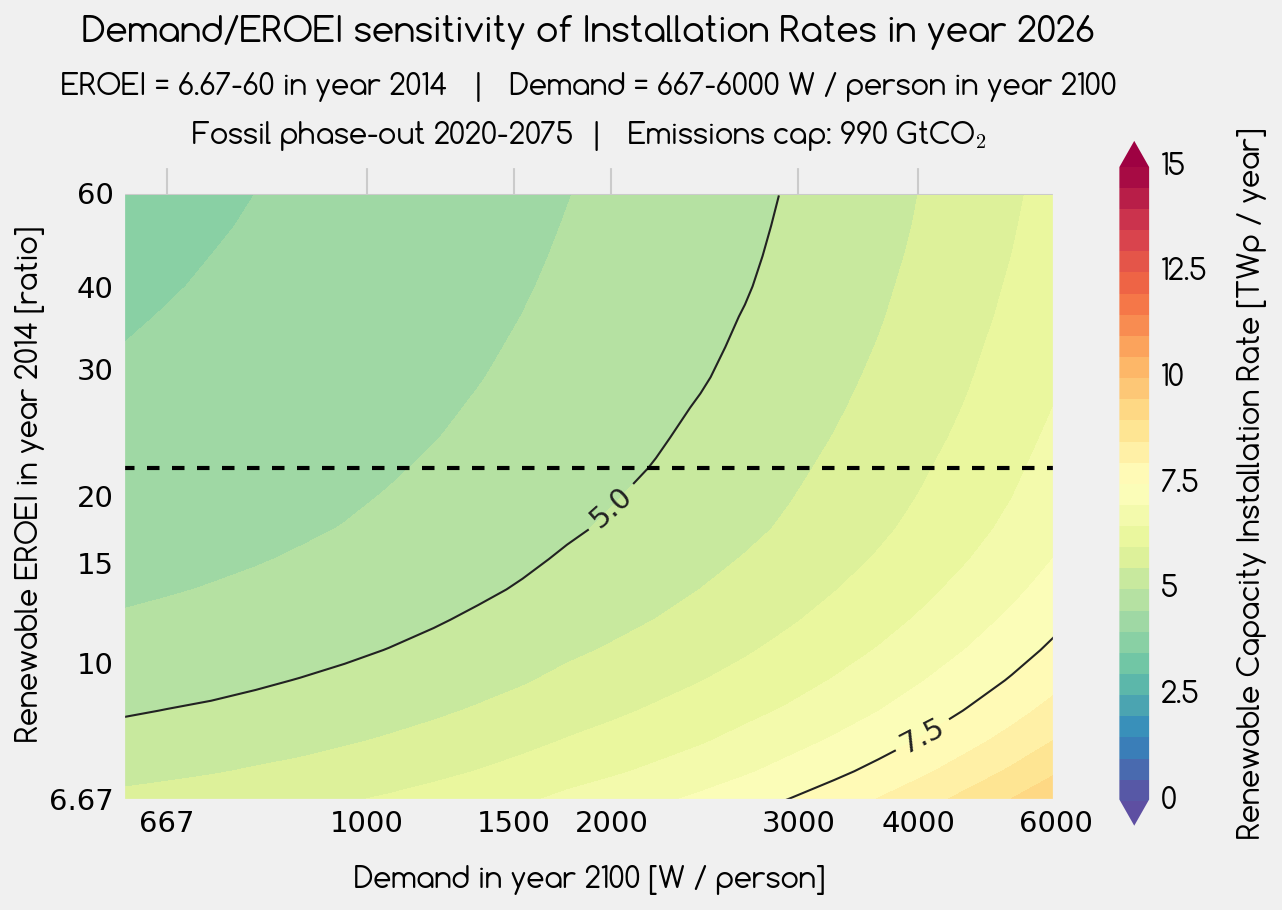 Demand/EROEI sensitivity of Installation Rates in year 2026
EROEI = 6.67-60 in year 2014 | Demand = 667-6000 W / person in year 2100
Fossil phase-out 2020-2075 | Emissions cap: 990 GtCO₂
Renewable EROEI in year 2014 [ratio]
60
40
30
20
15
10
6.67
5.0
7.5
667 1000 1500 2000 3000 4000 6000
Demand in year 2100 [W / person]
15
12.5
10
7.5
5
2.5
0
Renewable Capacity Installation Rate [TWp / year]